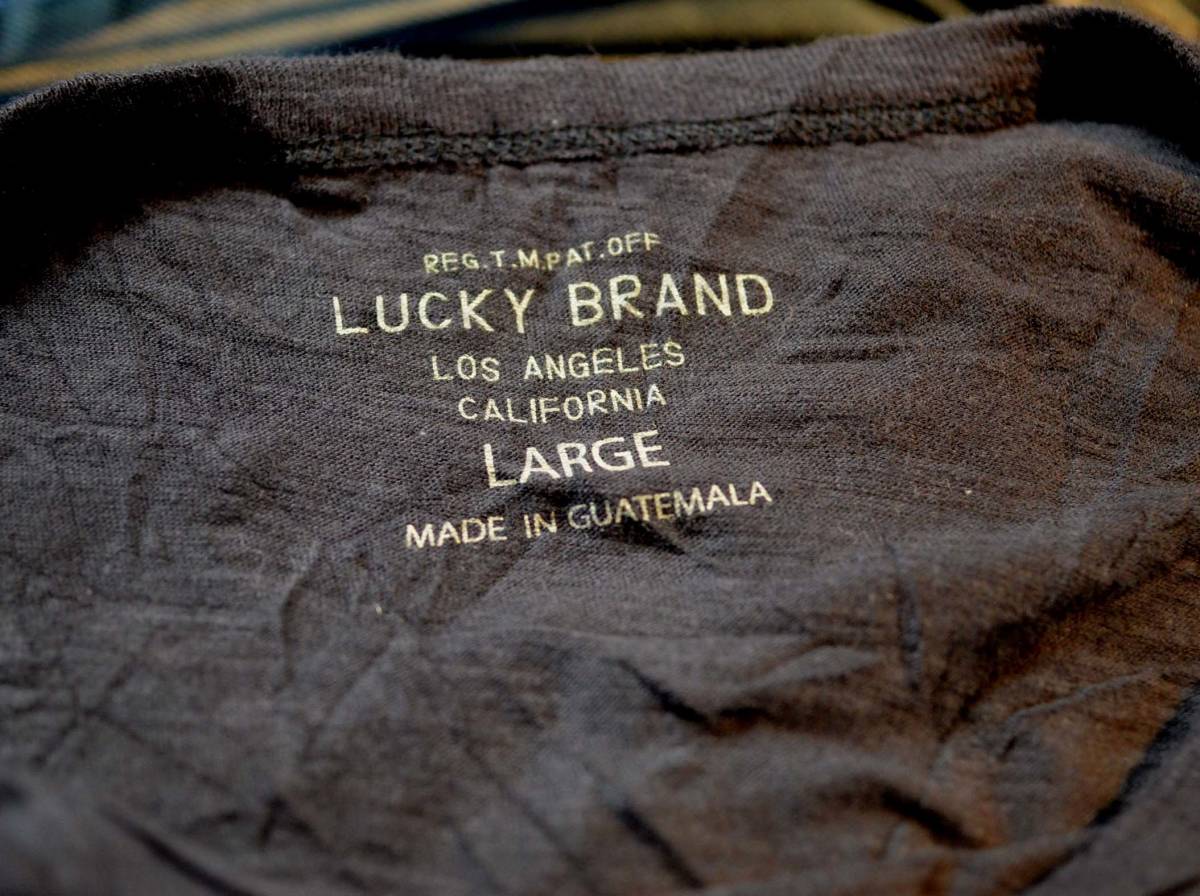 REG.T.M.PAT.OFF
LUCKY BRAND
LOS ANGELES
CALIFORNIA
LARGE
MADE IN GUATEMALA